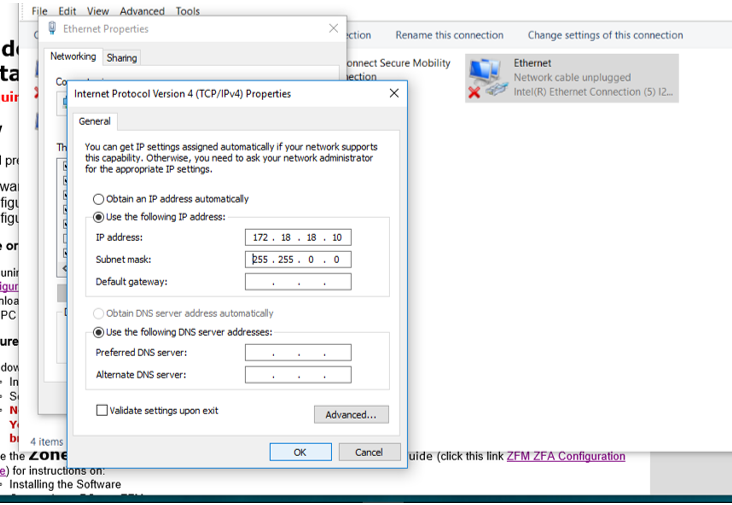 File Edit View Advanced Tools
Ethernet Properties
ction Rename this connection Change settings of this connection
Networking Sharing
onnect Secure Mobility
nection
Ethernet
Network cable unplugged
Intel(R) Ethernet Connection (5) I2...
Internet Protocol Version 4 (TCP/IPv4) Properties
General
You can get IP settings assigned automatically if your network supports
this capability. Otherwise, you need to ask your network administrator
for the appropriate IP settings.
Obtain an IP address automatically
Use the following IP address:
IP address: 172 . 18 . 18 . 10
Subnet mask: 255 . 255 . 0 . 0
Default gateway: . . .
Obtain DNS server address automatically
Use the following DNS server addresses:
Preferred DNS server: . . .
Alternate DNS server: . . .
Validate settings upon exit
Advanced...
OK Cancel
4 items
e the Zone
uide (click this link ZFM ZFA Configuration
e) for instructions on:
Installing the Software